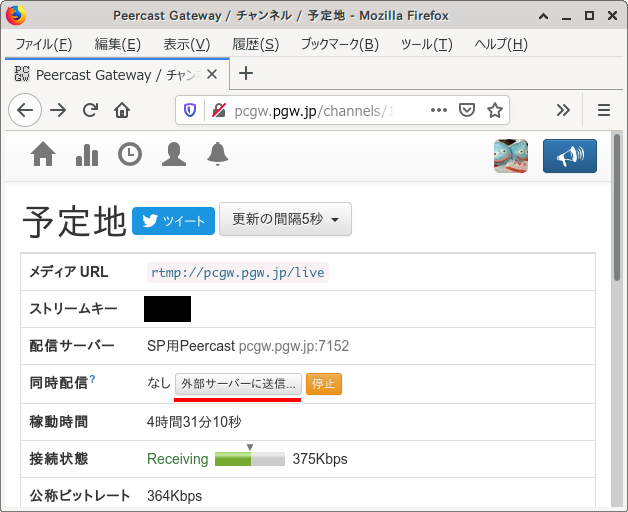 Peercast Gateway / チャンネル / 予定地 - Mozilla Firefox
ファイル(F) 編集(E) 表示(V) 履歴(S) ブックマーク(B) ツール(T) ヘルプ(H)
PC GW Peercast Gateway / チャン
pcgw.pgw.jp/channels/1
予定地 ツイート 更新の間隔5秒
メディア URL rtmp://pcgw.pgw.jp/live
ストリームキー
配信サーバー SP用Peercast pcgw.pgw.jp:7152
同時配信? なし 外部サーバーに送信... 停止
稼動時間 4時間31分10秒
接続状態 Receiving 375Kbps
公称ビットレート 364Kbps